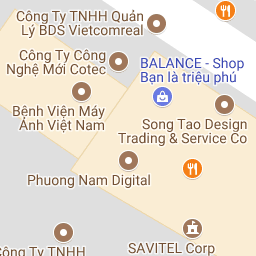 Công Ty TNHH Quản
Lý BDS Vietcomreal
Công Ty Công
Nghệ Mới Cotec
BALANCE - Shop
Bạn là triệu phú
Bệnh Viện Máy
Ảnh Việt Nam
Song Tao Design
Trading & Service Co
Phuong Nam Digital
SAVITEL Corp
Công Ty TNHH